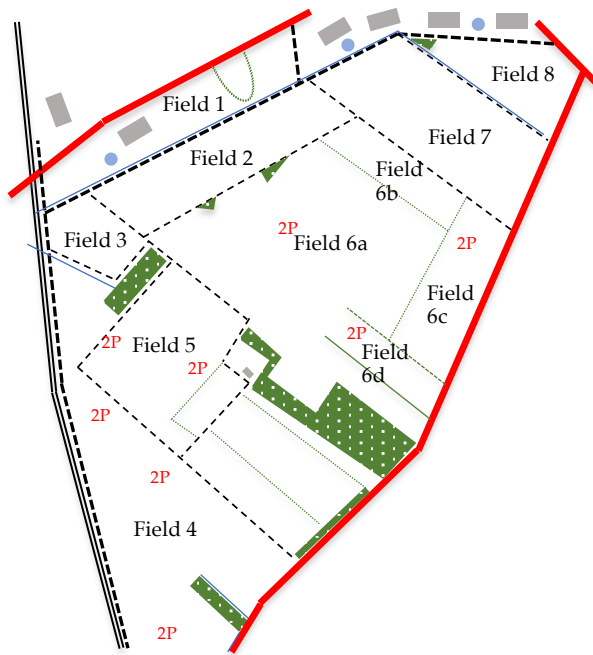 Field 8
Field 1
Field 7
Field 2
Field
6b
2P
Field 3
Field 6a
2P
Field
6c
2P
2P
Field 5
Field
6d
2P
2P
2P
Field 4
2P